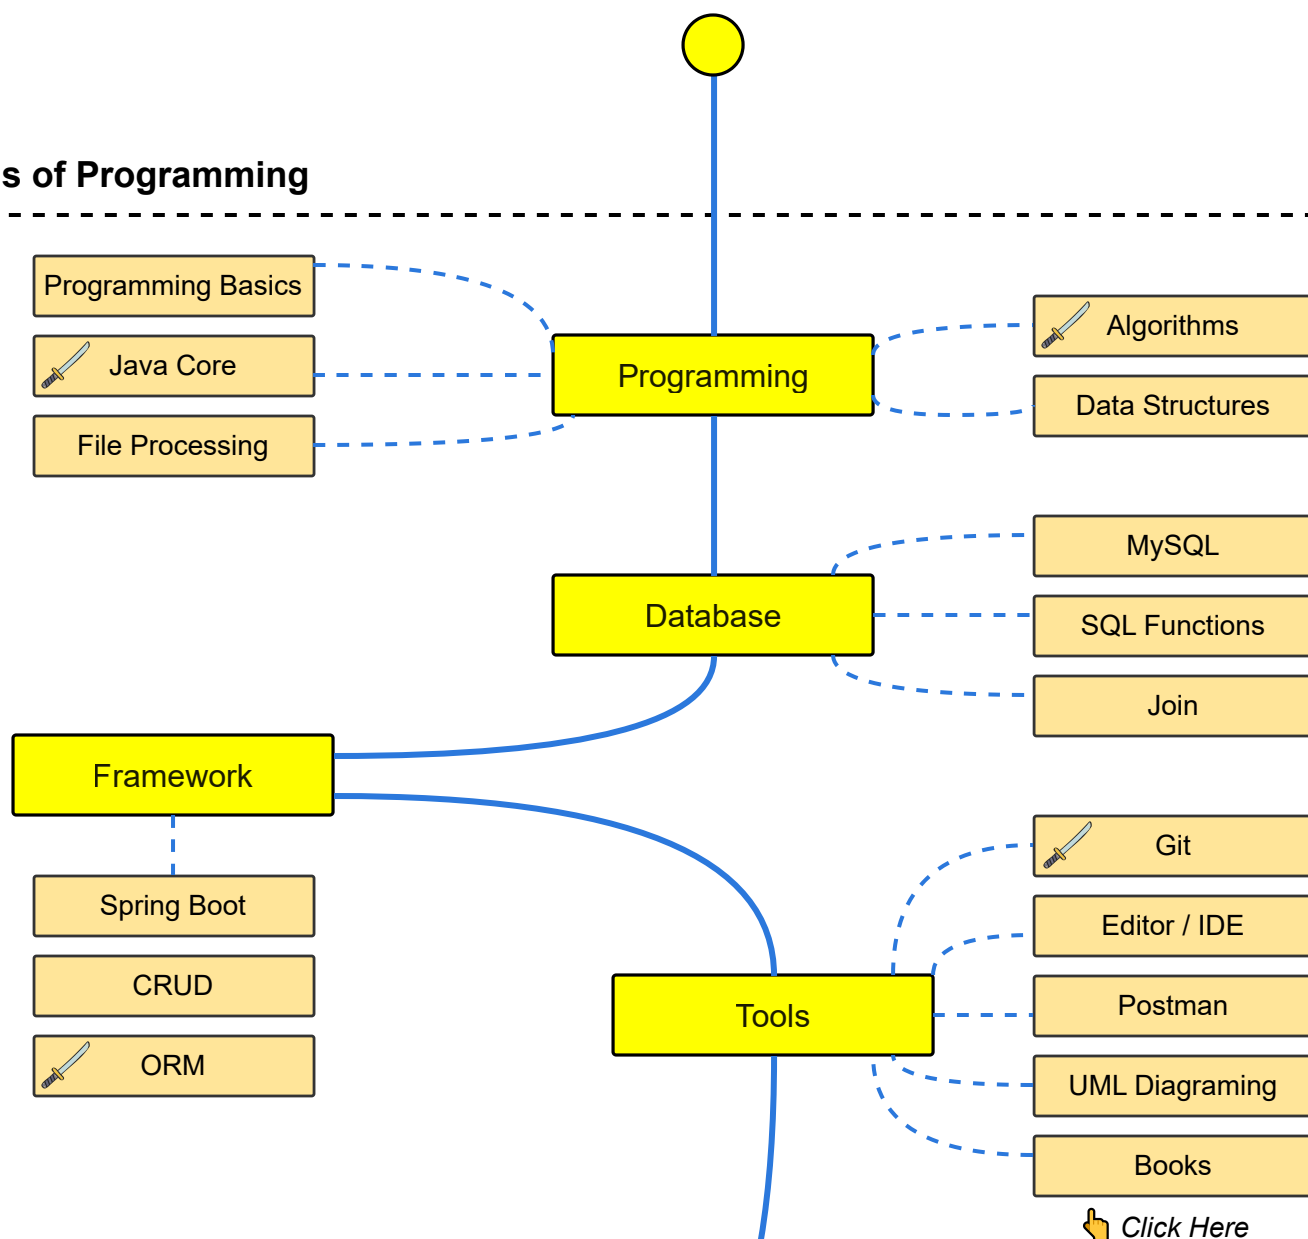 s of Programming
Programming Basics
Java Core
File Processing
Programming
Algorithms
Data Structures
Database
MySQL
SQL Functions
Join
Framework
Spring Boot
CRUD
ORM
Tools
Git
Editor / IDE
Postman
UML Diagraming
Books
Click Here